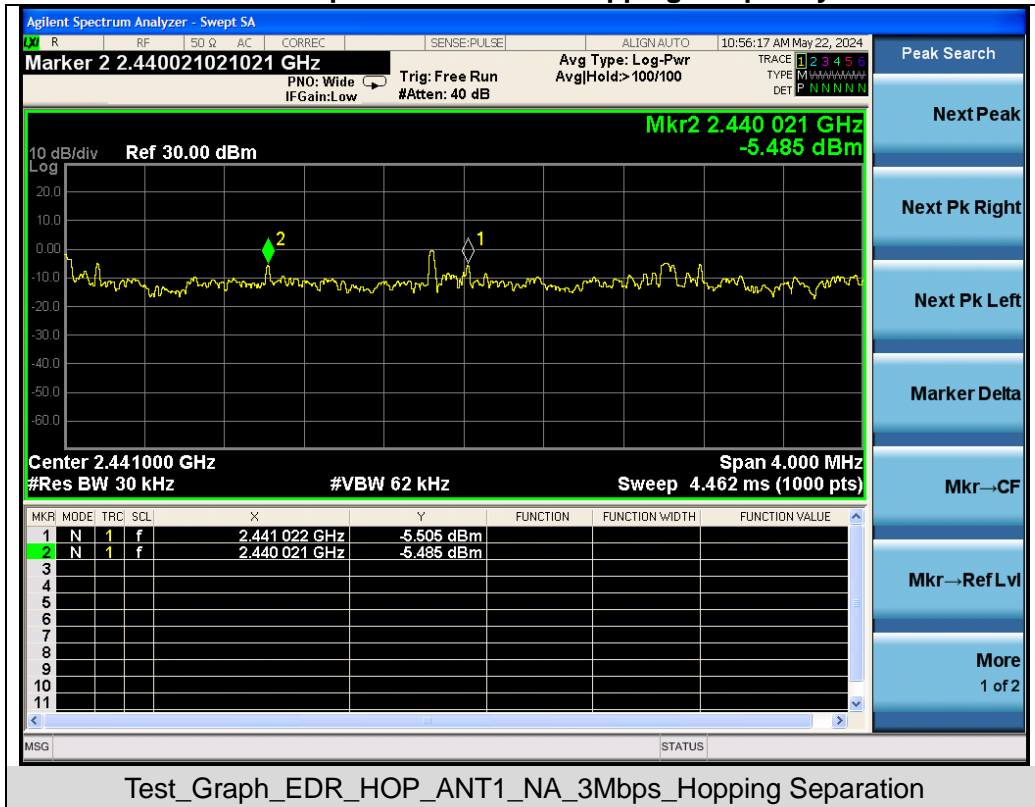 Agilent Spectrum Analyzer - Swept SA
LXI R RF 50 Ω AC CORREC SENSE:PULSE ALIGN AUTO 10:56:17 AM May 22, 2024
Marker 2 2.440021021021 GHz
PNO: Wide
IFGain:Low
Trig: Free Run
#Atten: 40 dB
Avg Type: Log-Pwr
Avg|Hold:>100/100
TRACE 1 2 3 4 5 6
TYPE M
DET P N N N N N
Peak Search
Next Peak
Next Pk Right
Next Pk Left
Marker Delta
Mkr→CF
Mkr→Ref Lvl
More
1 of 2
Mkr2 2.440 021 GHz
-5.485 dBm
10 dB/div Ref 30.00 dBm
Log
20.0
10.0
0.00
-10.0
-20.0
-30.0
-40.0
-50.0
-60.0
2
1
Center 2.441000 GHz Span 4.000 MHz
#Res BW 30 kHz #VBW 62 kHz Sweep 4.462 ms (1000 pts)
MKR MODE TRC SCL X Y FUNCTION FUNCTION WIDTH FUNCTION VALUE
1 N 1 f 2.441 022 GHz -5.505 dBm
2 N 1 f 2.440 021 GHz -5.485 dBm
3
4
5
6
7
8
9
10
11
MSG STATUS
Test_Graph_EDR_HOP_ANT1_NA_3Mbps_Hopping Separation